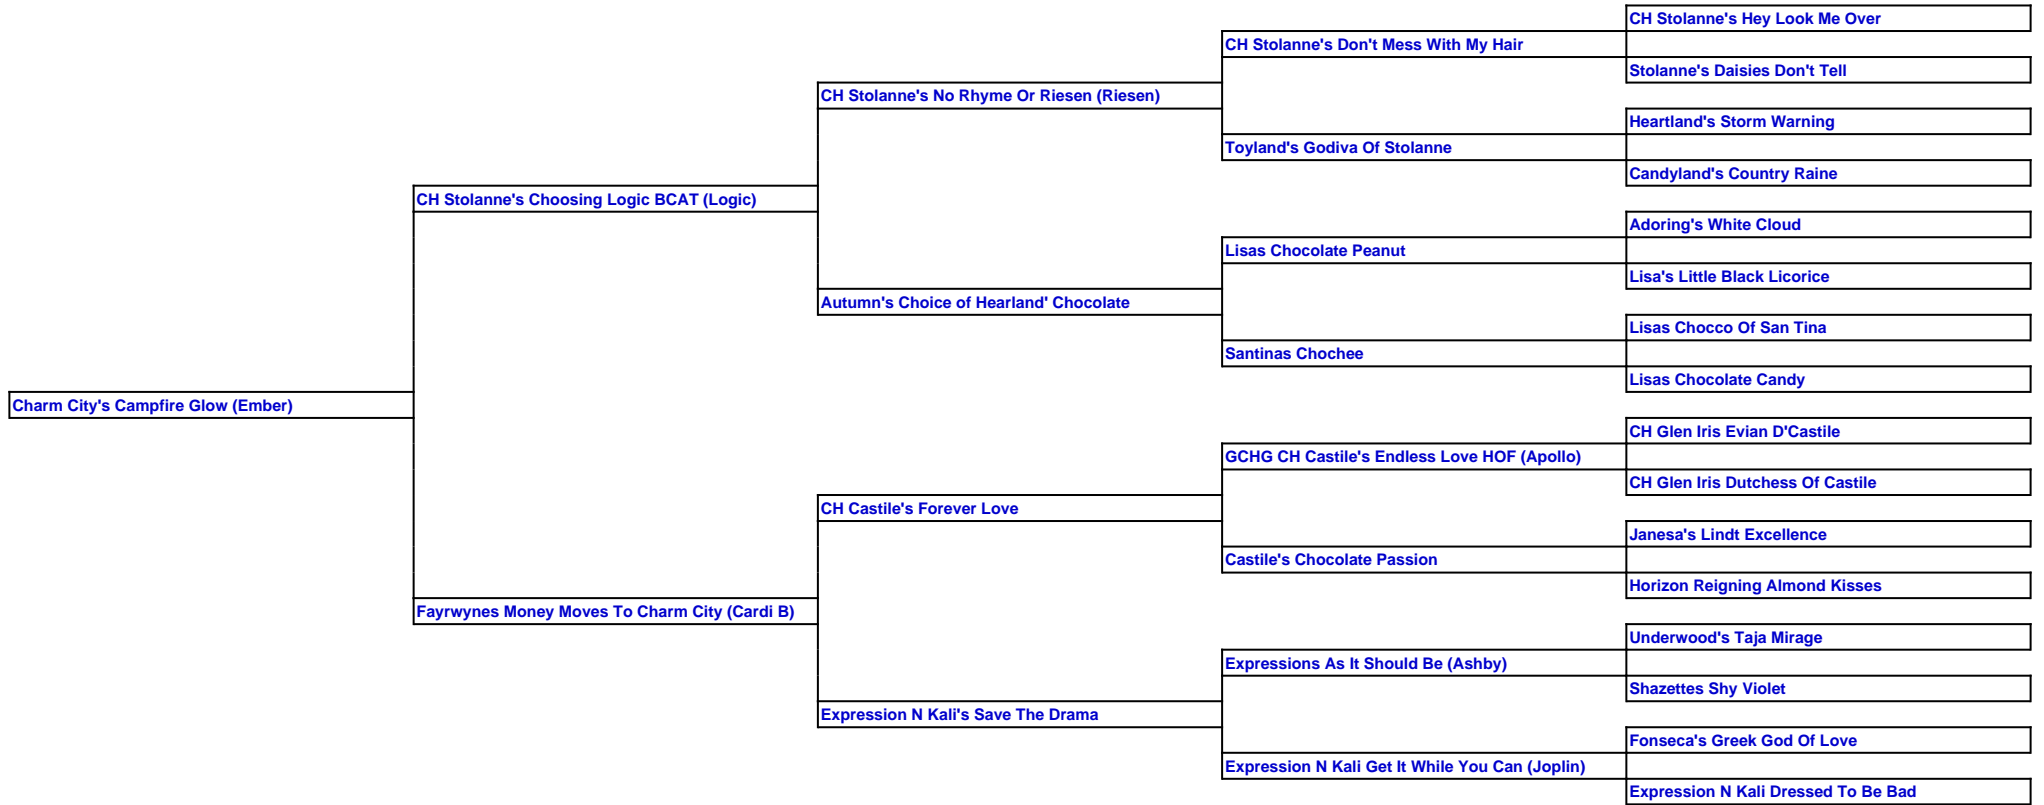 CH Stolanne's Hey Look Me Over
CH Stolanne's Don't Mess With My Hair
Stolanne's Daisies Don't Tell
CH Stolanne's No Rhyme Or Riesen (Riesen)
Heartland's Storm Warning
Toyland's Godiva Of Stolanne
Candyland's Country Raine
CH Stolanne's Choosing Logic BCAT (Logic)
Adoring's White Cloud
Lisas Chocolate Peanut
Lisa's Little Black Licorice
Autumn's Choice of Hearland' Chocolate
Lisas Chocco Of San Tina
Santinas Chochee
Lisas Chocolate Candy
Charm City's Campfire Glow (Ember)
CH Glen Iris Evian D'Castile
GCHG CH Castile's Endless Love HOF (Apollo)
CH Glen Iris Dutchess Of Castile
CH Castile's Forever Love
Janesa's Lindt Excellence
Castile's Chocolate Passion
Horizon Reigning Almond Kisses
Fayrwynes Money Moves To Charm City (Cardi B)
Underwood's Taja Mirage
Expressions As It Should Be (Ashby)
Shazettes Shy Violet
Expression N Kali's Save The Drama
Fonseca's Greek God Of Love
Expression N Kali Get It While You Can (Joplin)
Expression N Kali Dressed To Be Bad